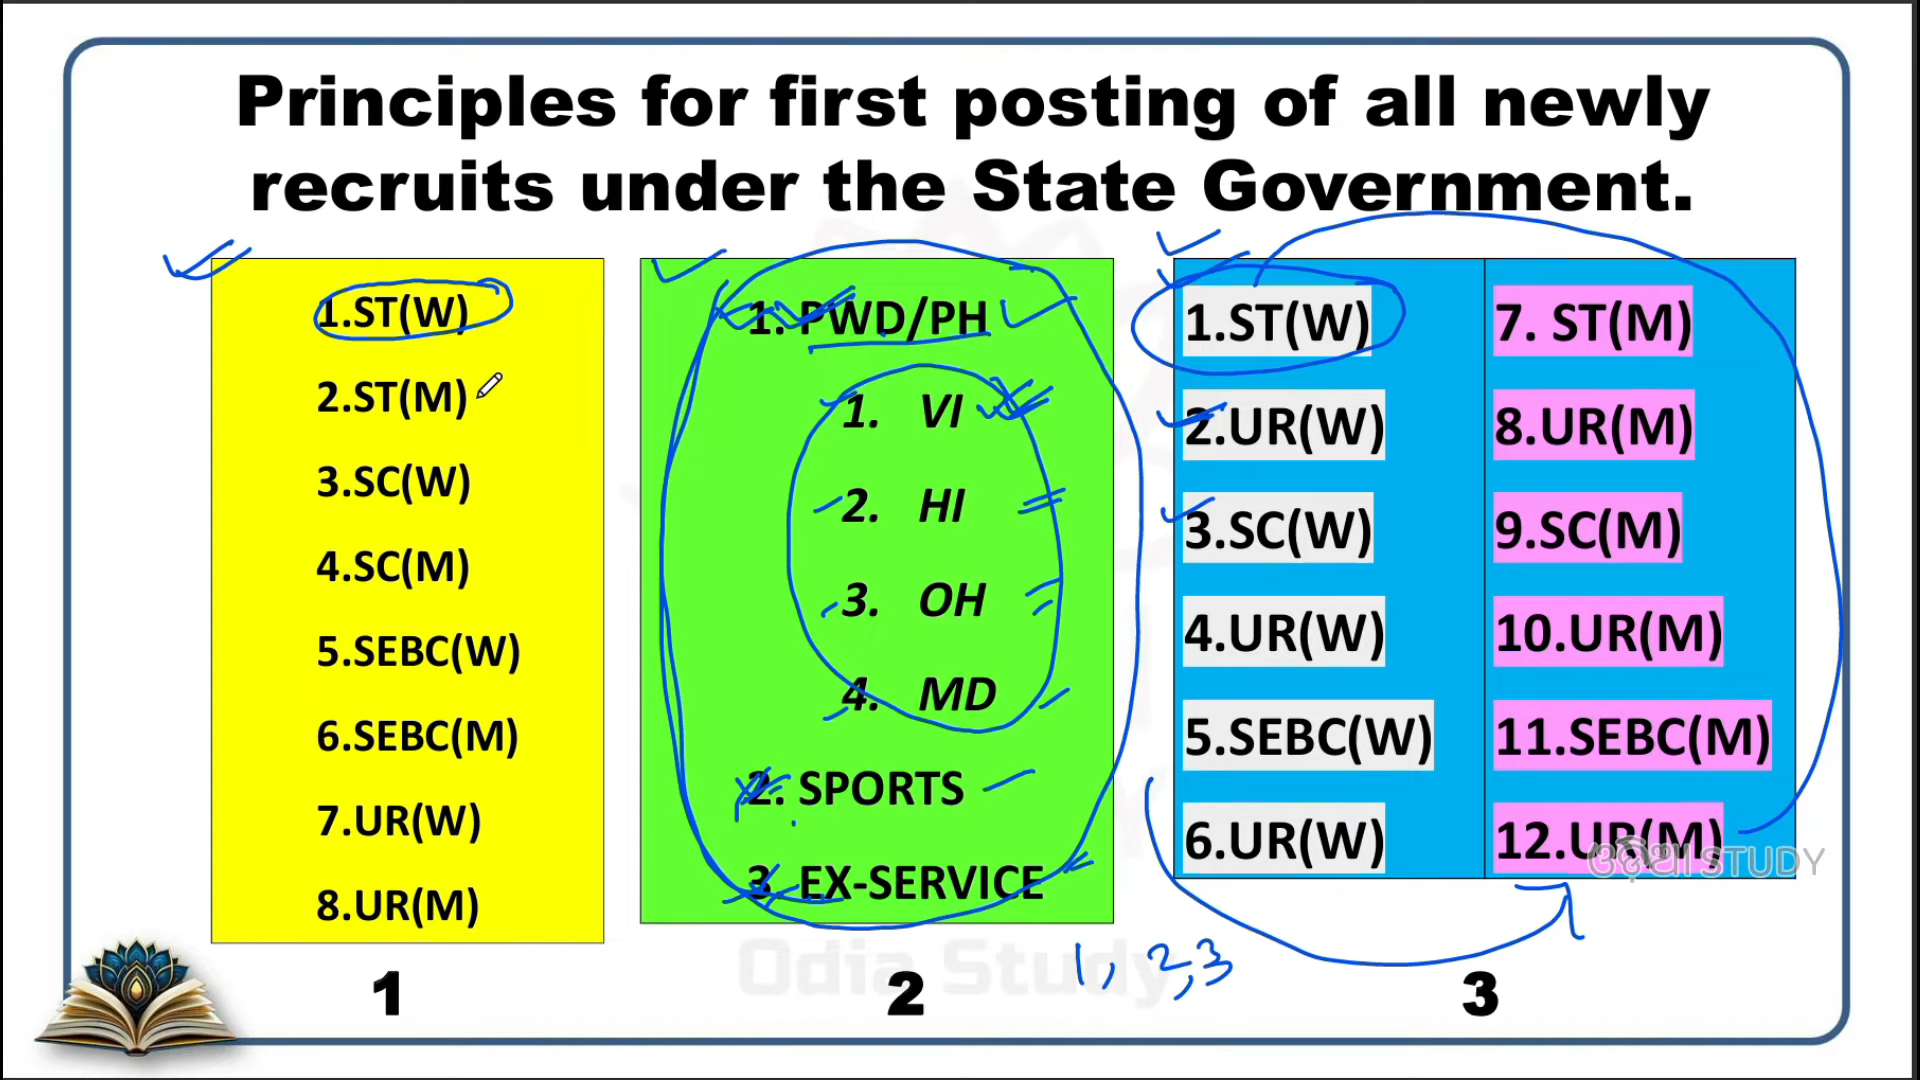 Principles for first posting of all newly
recruits under the State Government.
1.ST(W)
2.ST(M)
3.SC(W)
4.SC(M)
5.SEBC(W)
6.SEBC(M)
7.UR(W)
8.UR(M)
1
1. PWD/PH
1. VI
2. HI
3. OH
4. MD
2. SPORTS
3. EX-SERVICE
2
1.ST(W)
2.UR(W)
3.SC(W)
4.UR(W)
5.SEBC(W)
6.UR(W)
7. ST(M)
8.UR(M)
9.SC(M)
10.UR(M)
11.SEBC(M)
12.UR(M)
3
ଓଡ଼ିଆ STUDY
Odia Study
1, 2,3